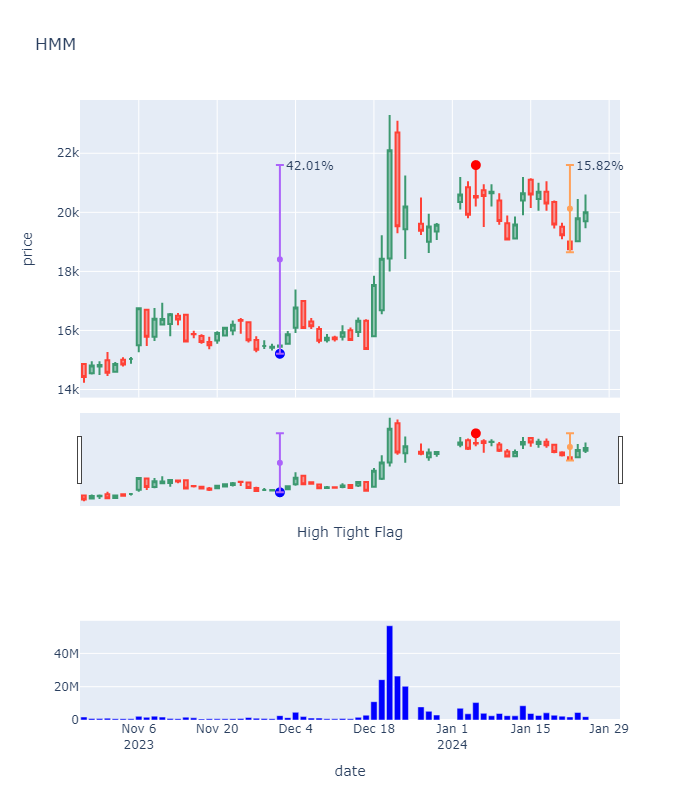 HMM
price
22k
20k
18k
16k
14k
42.01%
15.82%
High Tight Flag
40M
20M
0
Nov 6
2023
Nov 20
Dec 4
Dec 18
Jan 1
2024
Jan 15
Jan 29
date